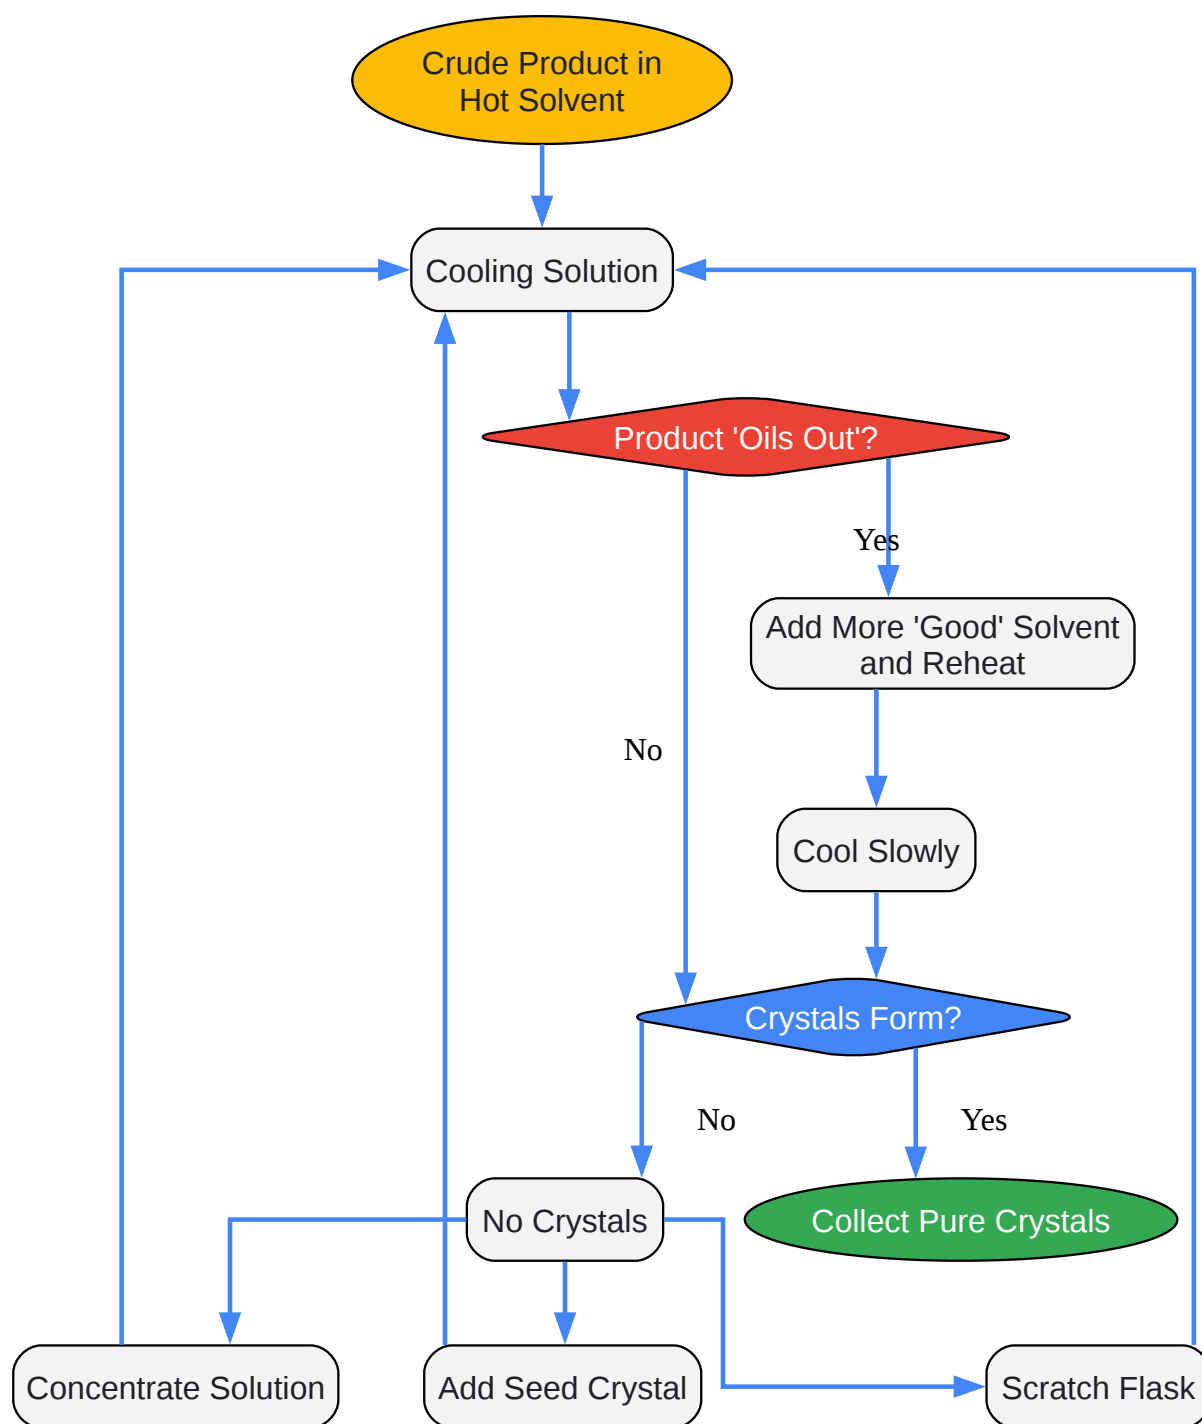 Crude Product in
Hot Solvent
Cooling Solution
Product 'Oils Out'?
Yes
Add More 'Good' Solvent
and Reheat
No
Cool Slowly
Crystals Form?
No
Yes
No Crystals
Collect Pure Crystals
Concentrate Solution
Add Seed Crystal
Scratch Flask